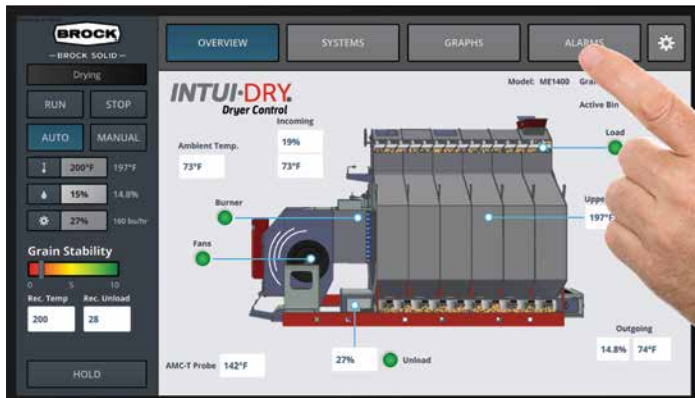 BROCK
— BROCK SOLID —
Drying
RUN STOP
AUTO MANUAL
200°F 197°F
15% 14.8%
27% 160 bu/hr
Grain Stability
0 5 10
Rec. Temp Rec. Unload
200 28
HOLD
OVERVIEW SYSTEMS GRAPHS ALARMS
INTUI-DRY.
Dryer Control
Model: ME1400
Active Bin
Incoming
19%
73°F
Ambient Temp.
73°F
Load
Burner
Fans
197°F
Outgoing
14.8% 74°F
AMC-T Probe 142°F
27% Unload